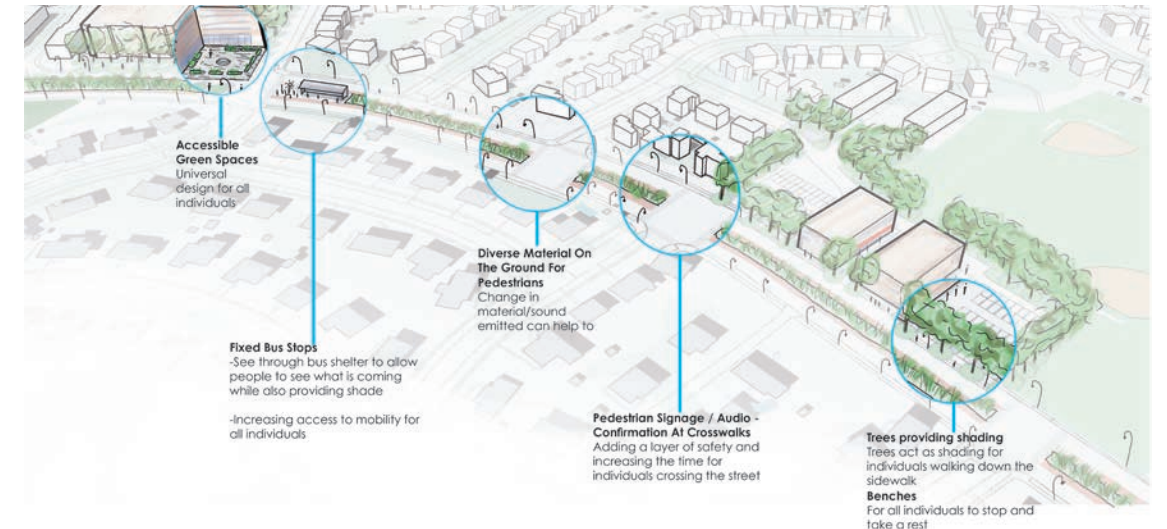 Accessible
Green Spaces
Universal
design for all
individuals
Fixed Bus Stops
-See through bus shelter to allow
people to see what is coming
while also providing shade
-Increasing access to mobility for
all individuals
Diverse Material On
The Ground For
Pedestrians
Change in
material/sound
emitted can help to
Pedestrian Signage / Audio -
Confirmation At Crosswalks
Adding a layer of safety and
increasing the time for
individuals crossing the street
Trees providing shading
Trees act as shading for
individuals walking down the
sidewalk
Benches
For all individuals to stop and
take a rest